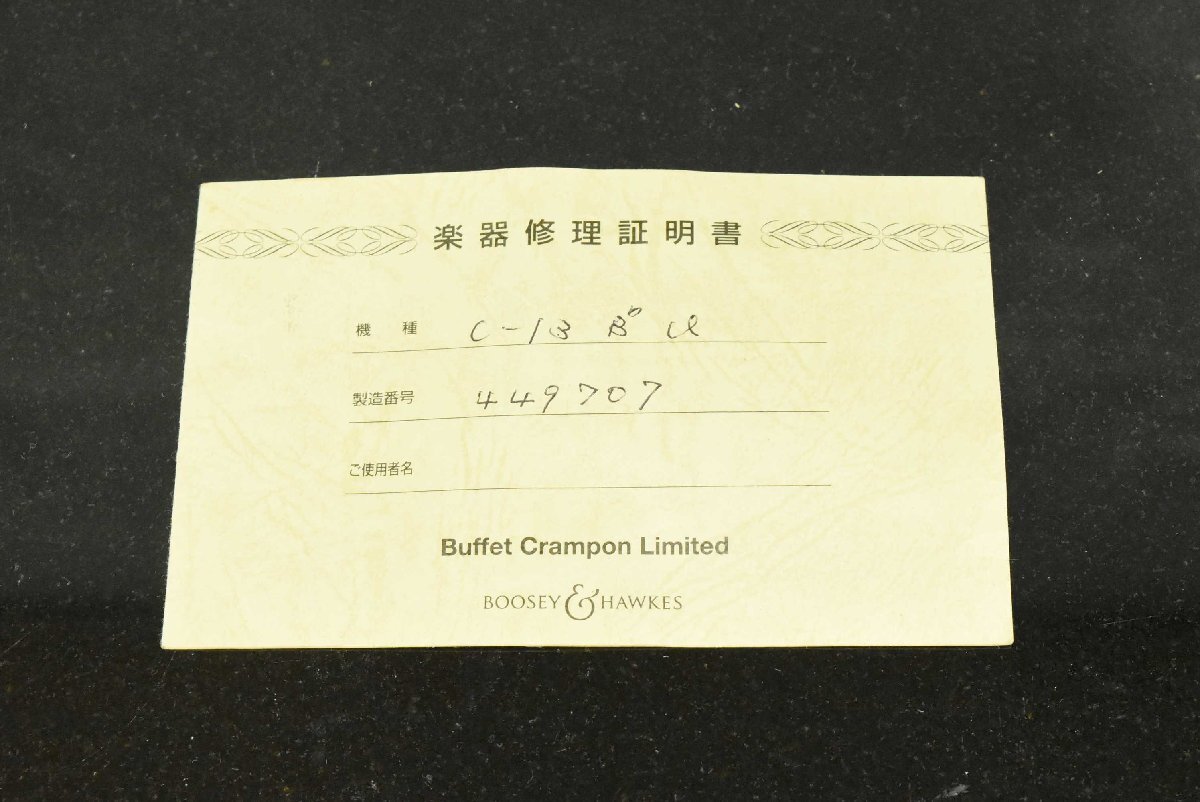 楽器修理証明書
機種 C-13 B♭ Cl
製造番号 449707
ご使用者名
Buffet Crampon Limited
BOOSEY & HAWKES